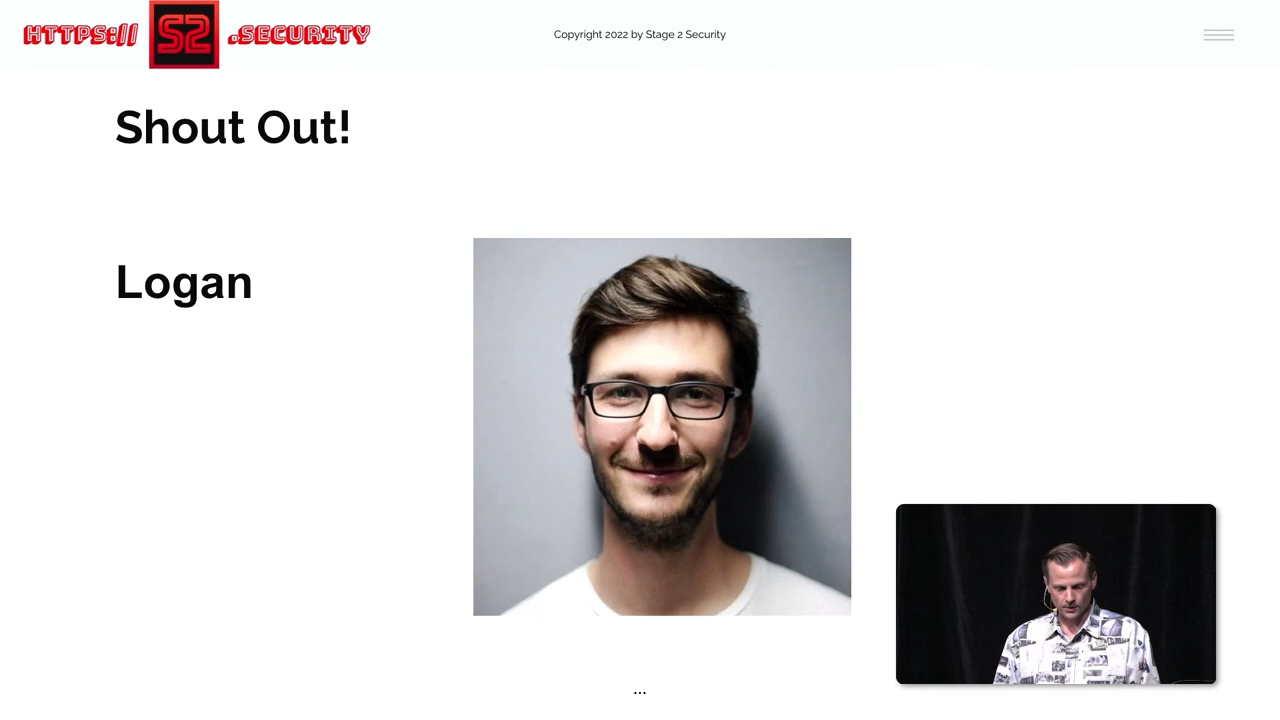 HTTPS:// S2 .SECURITY
Copyright 2022 by Stage 2 Security
Shout Out!
Logan
...